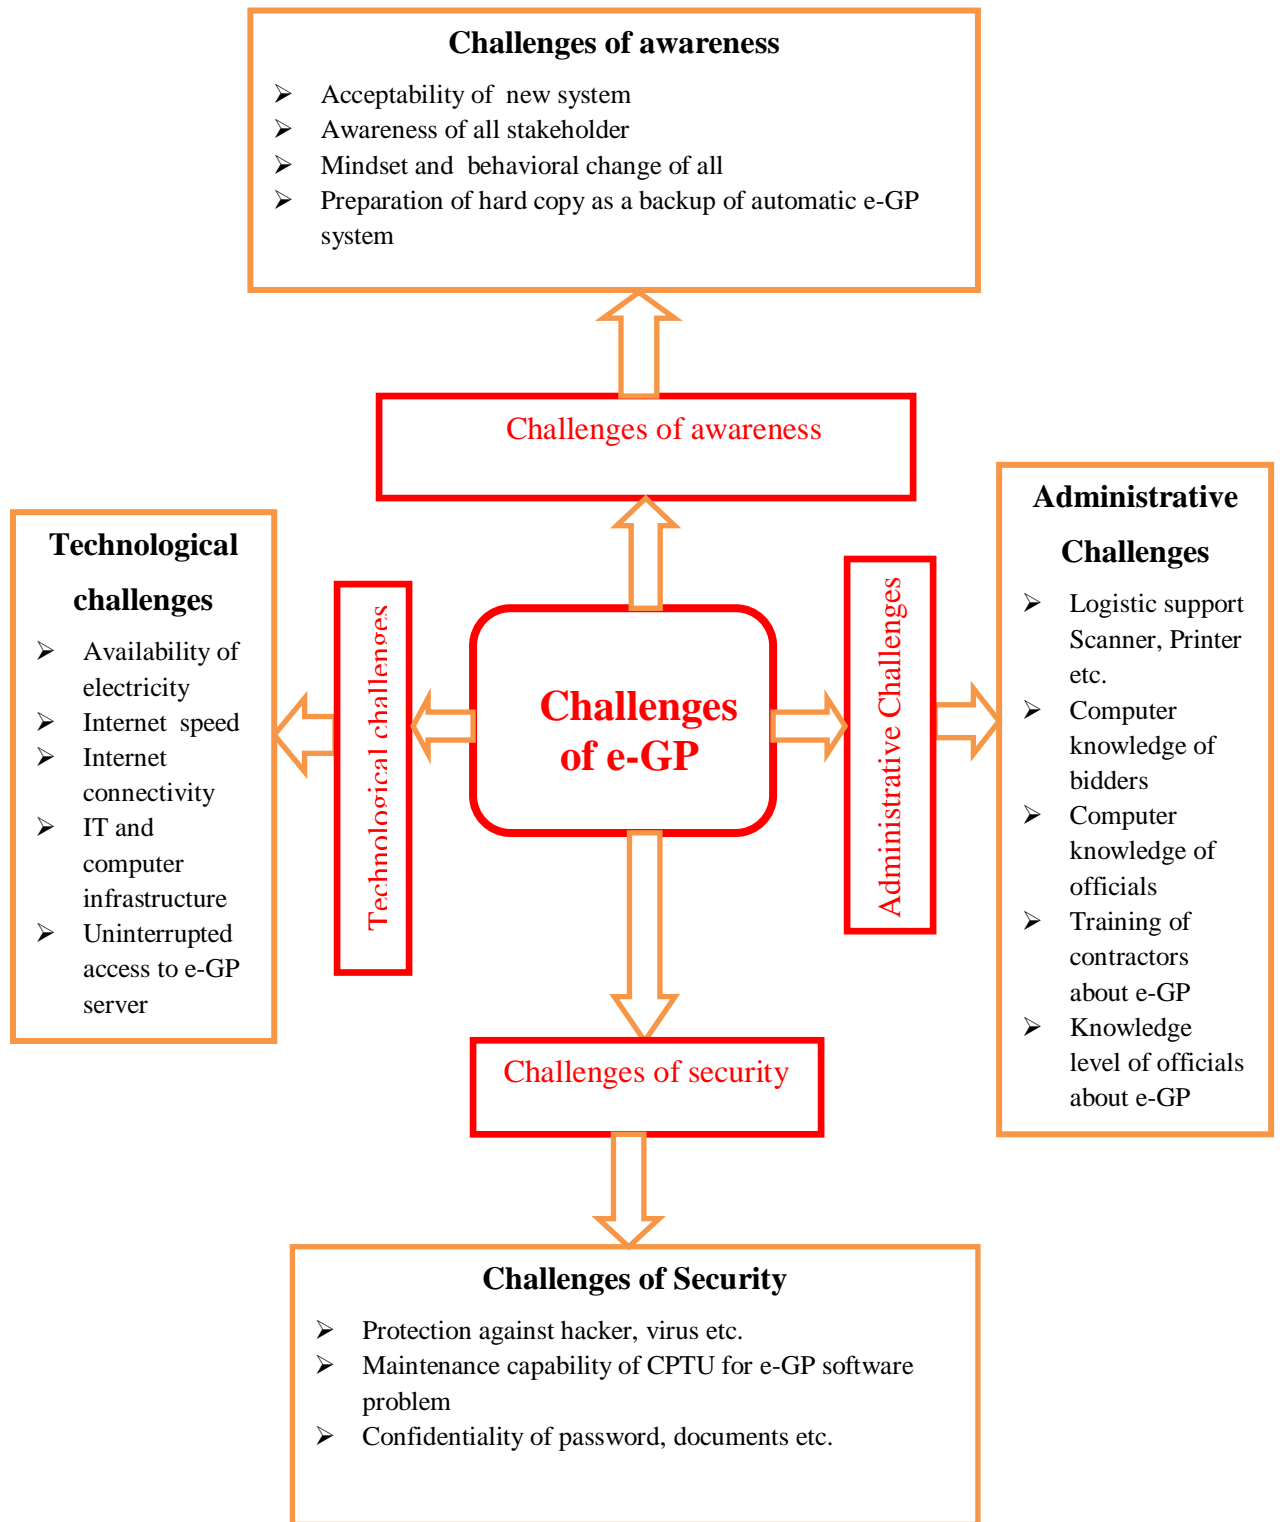 Challenges of awareness
➢ Acceptability of  new system
➢ Awareness of all stakeholder
➢ Mindset and  behavioral change of all
➢ Preparation of hard copy as a backup of automatic e-GP
system
Challenges of awareness
Technological
challenges
➢ Availability of
electricity
➢ Internet  speed
➢ Internet
connectivity
➢ IT and
computer
infrastructure
➢ Uninterrupted
access to e-GP
server
Technological challenges
Challenges
of e-GP
Administrative Challenges
Administrative
Challenges
➢ Logistic support
Scanner, Printer
etc.
➢ Computer
knowledge of
bidders
➢ Computer
knowledge of
officials
➢ Training of
contractors
about e-GP
➢ Knowledge
level of officials
about e-GP
Challenges of security
Challenges of Security
➢ Protection against hacker, virus etc.
➢ Maintenance capability of CPTU for e-GP software
problem
➢ Confidentiality of password, documents etc.